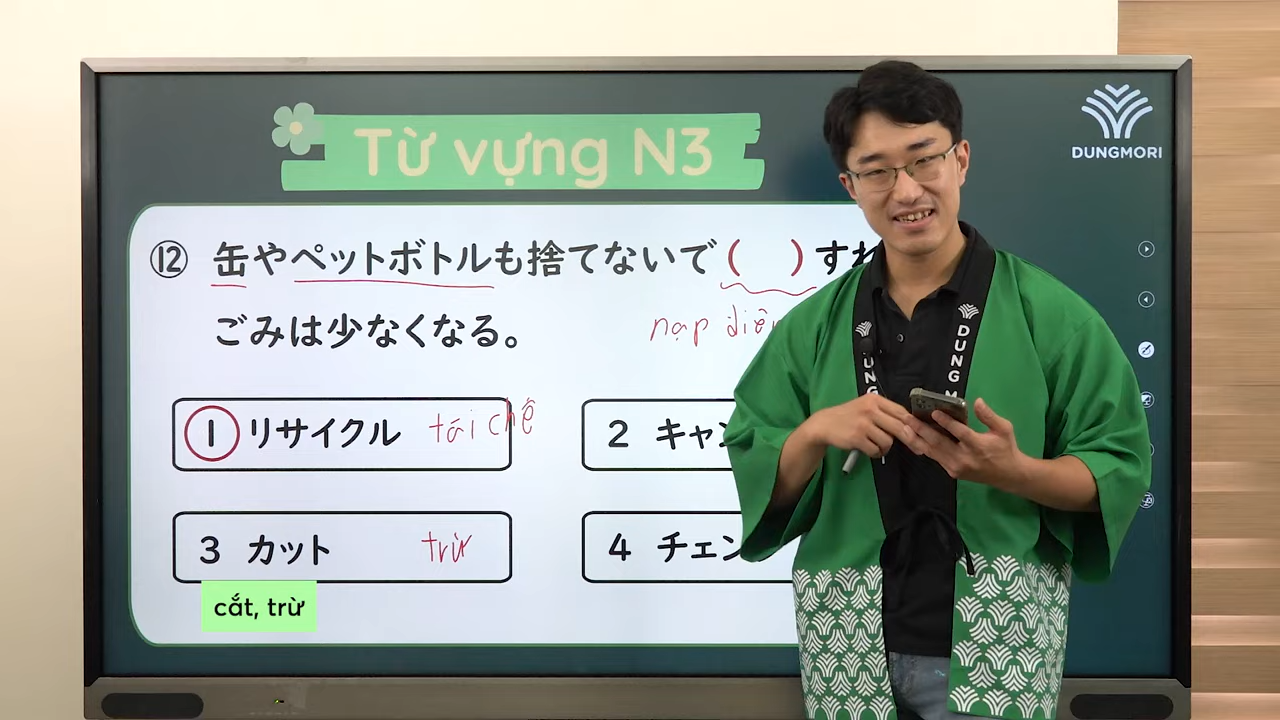 Từ vựng N3
DUNGMORI
⑫ 缶やペットボトルも捨てないで( )すれ
ごみは少なくなる。
nạp điện
1 リサイクル tái chế
2 キャン
3 カット trừ
4 チェン
cắt, trừ
DUNG M